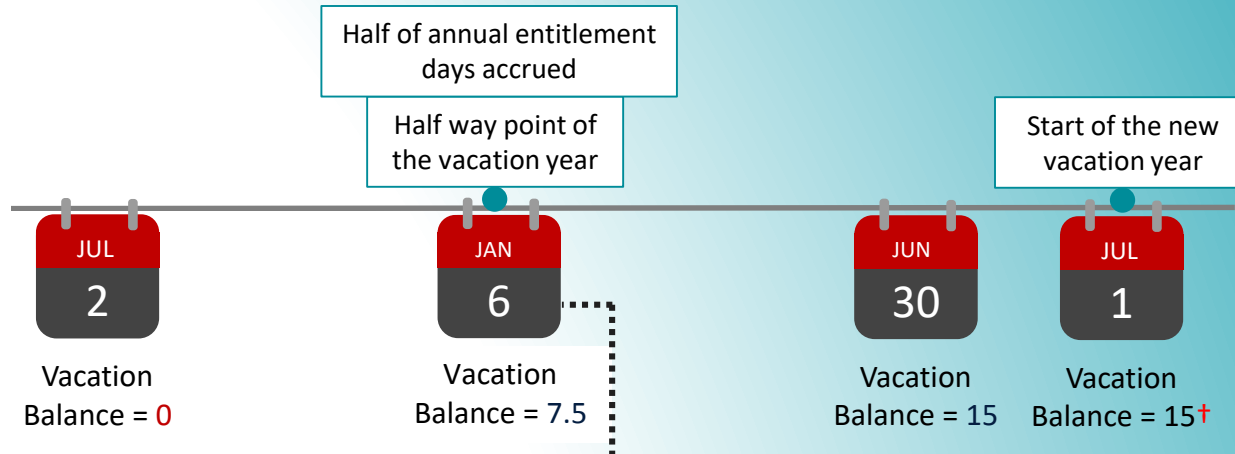 Half of annual entitlement
days accrued
Half way point of
the vacation year
Start of the new
vacation year
JUL
2
JAN
6
JUN
30
JUL
1
Vacation
Balance = 0
Vacation
Balance = 7.5
Vacation
Balance = 15
Vacation
Balance = 15†